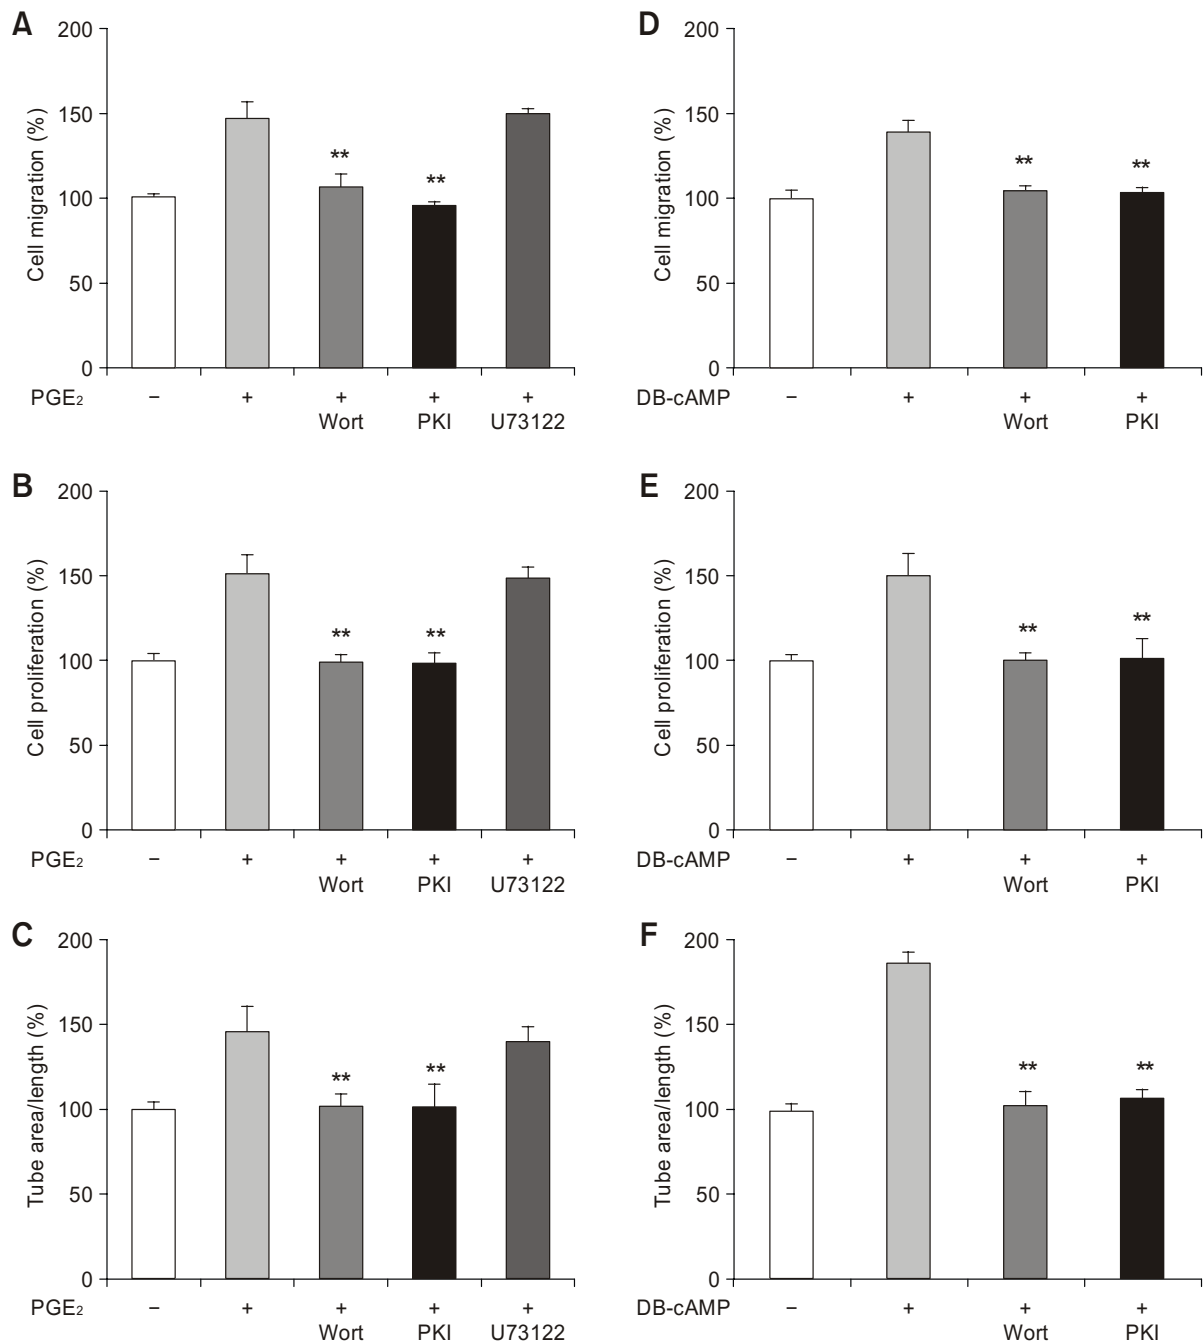 A
200
150
100
50
0
Cell migration (%)
**
**
PGE2 − + + + +
Wort PKI U73122
D
200
150
100
50
0
Cell migration (%)
**
**
DB-cAMP − + + +
Wort PKI
B
200
150
100
50
0
Cell proliferation (%)
**
**
PGE2 − + + + +
Wort PKI U73122
E
200
150
100
50
0
Cell proliferation (%)
**
**
DB-cAMP − + + +
Wort PKI
C
200
150
100
50
0
Tube area/length (%)
**
**
PGE2 − + + + +
Wort PKI U73122
F
200
150
100
50
0
Tube area/length (%)
**
**
DB-cAMP − + + +
Wort PKI